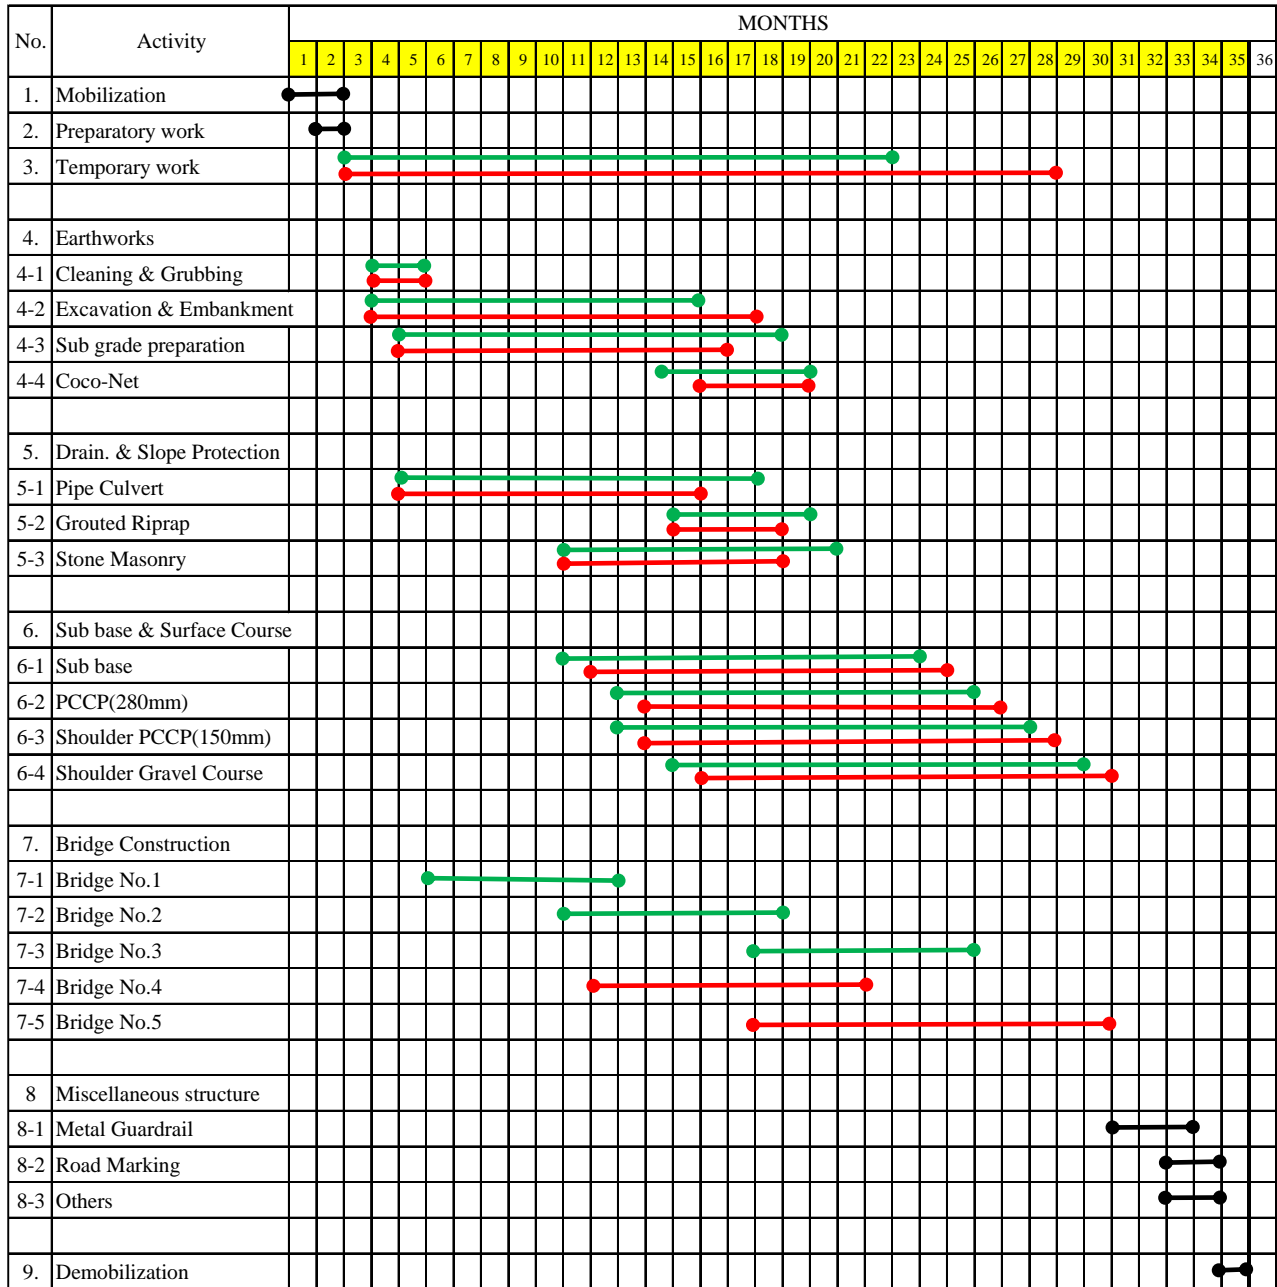 No. Activity MONTHS
1 2 3 4 5 6 7 8 9 10 11 12 13 14 15 16 17 18 19 20 21 22 23 24 25 26 27 28 29 30 31 32 33 34 35 36
1. Mobilization
2. Preparatory work
3. Temporary work
4. Earthworks
4-1 Cleaning & Grubbing
4-2 Excavation & Embankment
4-3 Sub grade preparation
4-4 Coco-Net
5. Drain. & Slope Protection
5-1 Pipe Culvert
5-2 Grouted Riprap
5-3 Stone Masonry
6. Sub base & Surface Course
6-1 Sub base
6-2 PCCP(280mm)
6-3 Shoulder PCCP(150mm)
6-4 Shoulder Gravel Course
7. Bridge Construction
7-1 Bridge No.1
7-2 Bridge No.2
7-3 Bridge No.3
7-4 Bridge No.4
7-5 Bridge No.5
8 Miscellaneous structure
8-1 Metal Guardrail
8-2 Road Marking
8-3 Others
9. Demobilization